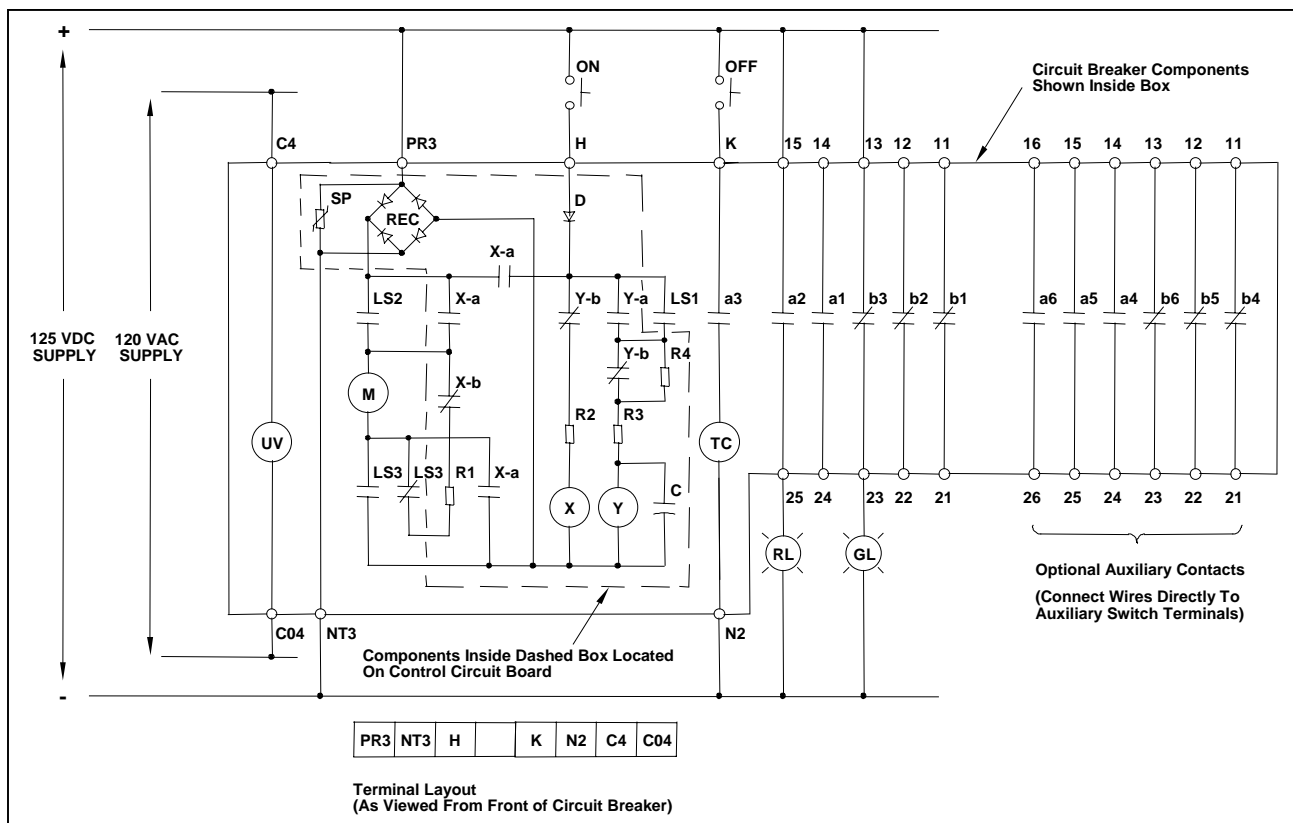 +
ON
OFF
Circuit Breaker Components
Shown Inside Box
C4
PR3
H
K
15
14
13
12
11
16
15
14
13
12
11
SP
REC
D
X-a
LS2
X-a
Y-b
Y-a
LS1
a3
a2
a1
b3
b2
b1
a6
a5
a4
b6
b5
b4
125 VDC
SUPPLY
120 VAC
SUPPLY
Y-b
R4
M
X-b
R2
R3
UV
TC
LS3
LS3
R1
X-a
X
Y
C
25
24
23
22
21
26
25
24
23
22
21
RL
GL
Optional Auxiliary Contacts
(Connect Wires Directly To
Auxiliary Switch Terminals)
C04
NT3
N2
Components Inside Dashed Box Located
On Control Circuit Board
-
PR3 NT3 H K N2 C4 C04
Terminal Layout
(As Viewed From Front of Circuit Breaker)